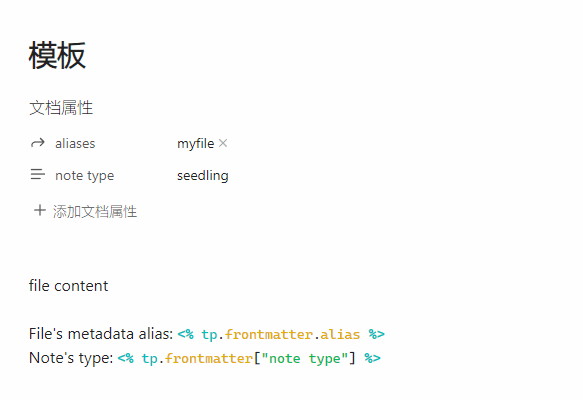 模板
文档属性
aliases myfile ×
note type seedling
+ 添加文档属性
file content
File's metadata alias: <% tp.frontmatter.alias %>
Note's type: <% tp.frontmatter["note type"] %>